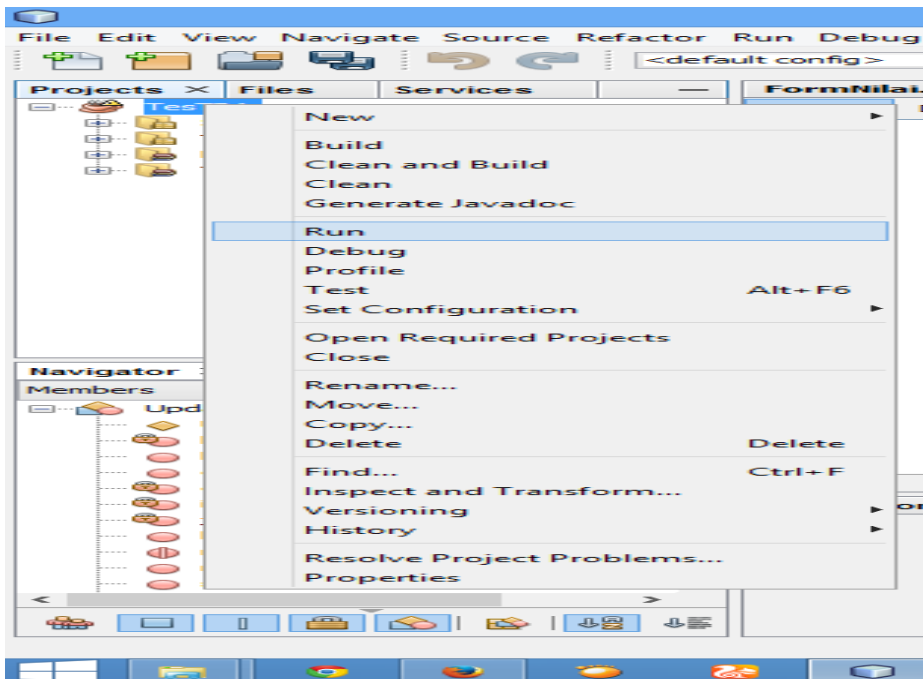 File Edit View Navigate Source Refactor Run Debug
<default config>
Projects Files Services
FormNilai.
Tes
New
Build
Clean and Build
Clean
Generate Javadoc
Run
Debug
Profile
Test Alt+F6
Set Configuration
Open Required Projects
Close
Rename...
Move...
Copy...
Delete Delete
Find... Ctrl+F
Inspect and Transform...
Versioning
History
Resolve Project Problems...
Properties
Navigator
Members
Upd